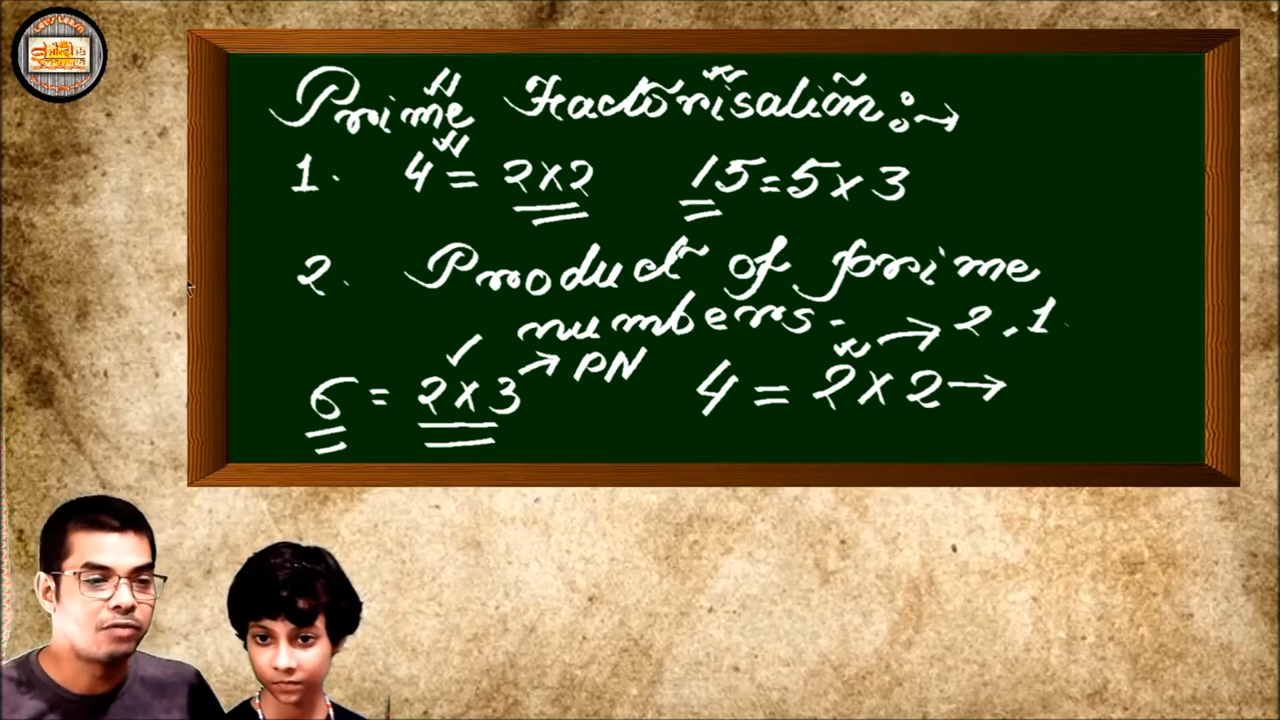 Prime Factorisation :→
1. 4 = 2×2 15 = 5×3
2. Product of prime
numbers. → 2, 1
6 = 2×3 → PN 4 = 2×2 →